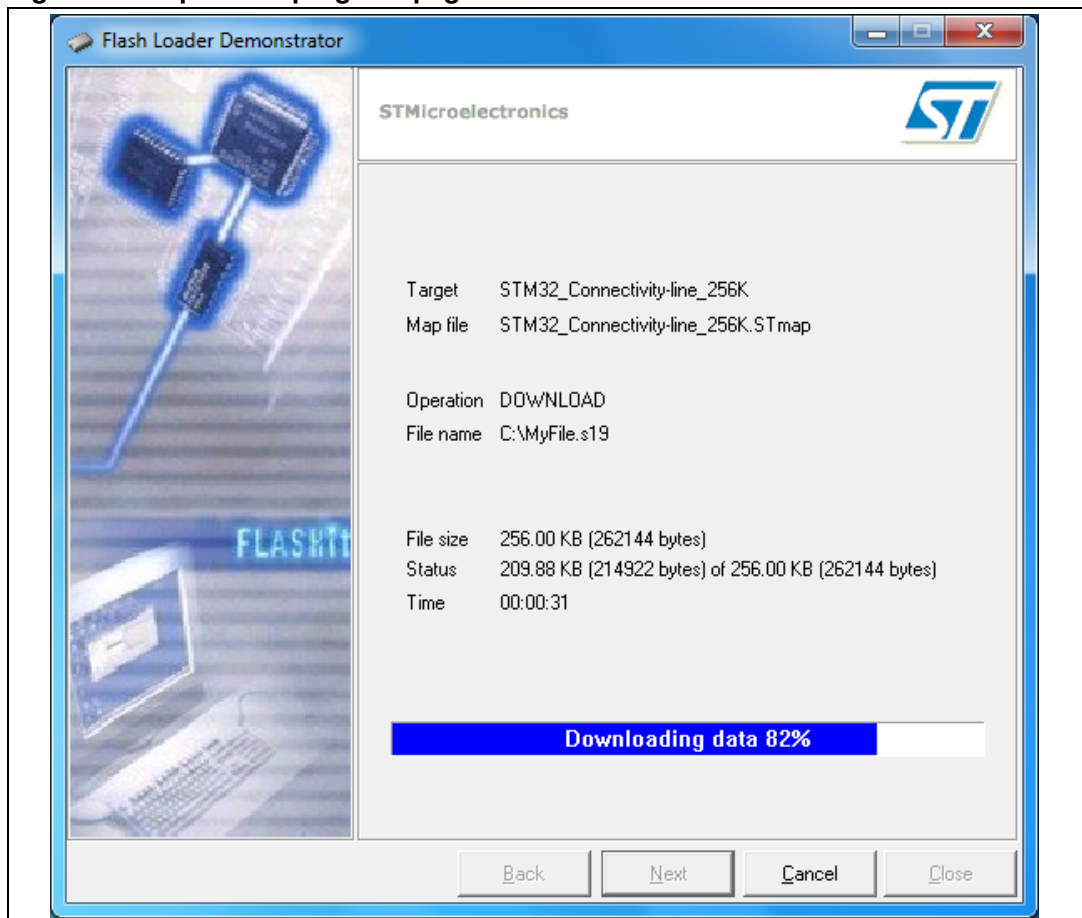 Flash Loader Demonstrator
STMicroelectronics
ST
Target STM32_Connectivity-line_256K
Map file STM32_Connectivity-line_256K.STmap
Operation DOWNLOAD
File name C:\MyFile.s19
FLASHIt
File size 256.00 KB (262144 bytes)
Status 209.88 KB (214922 bytes) of 256.00 KB (262144 bytes)
Time 00:00:31
Downloading data 82%
Back Next Cancel Close